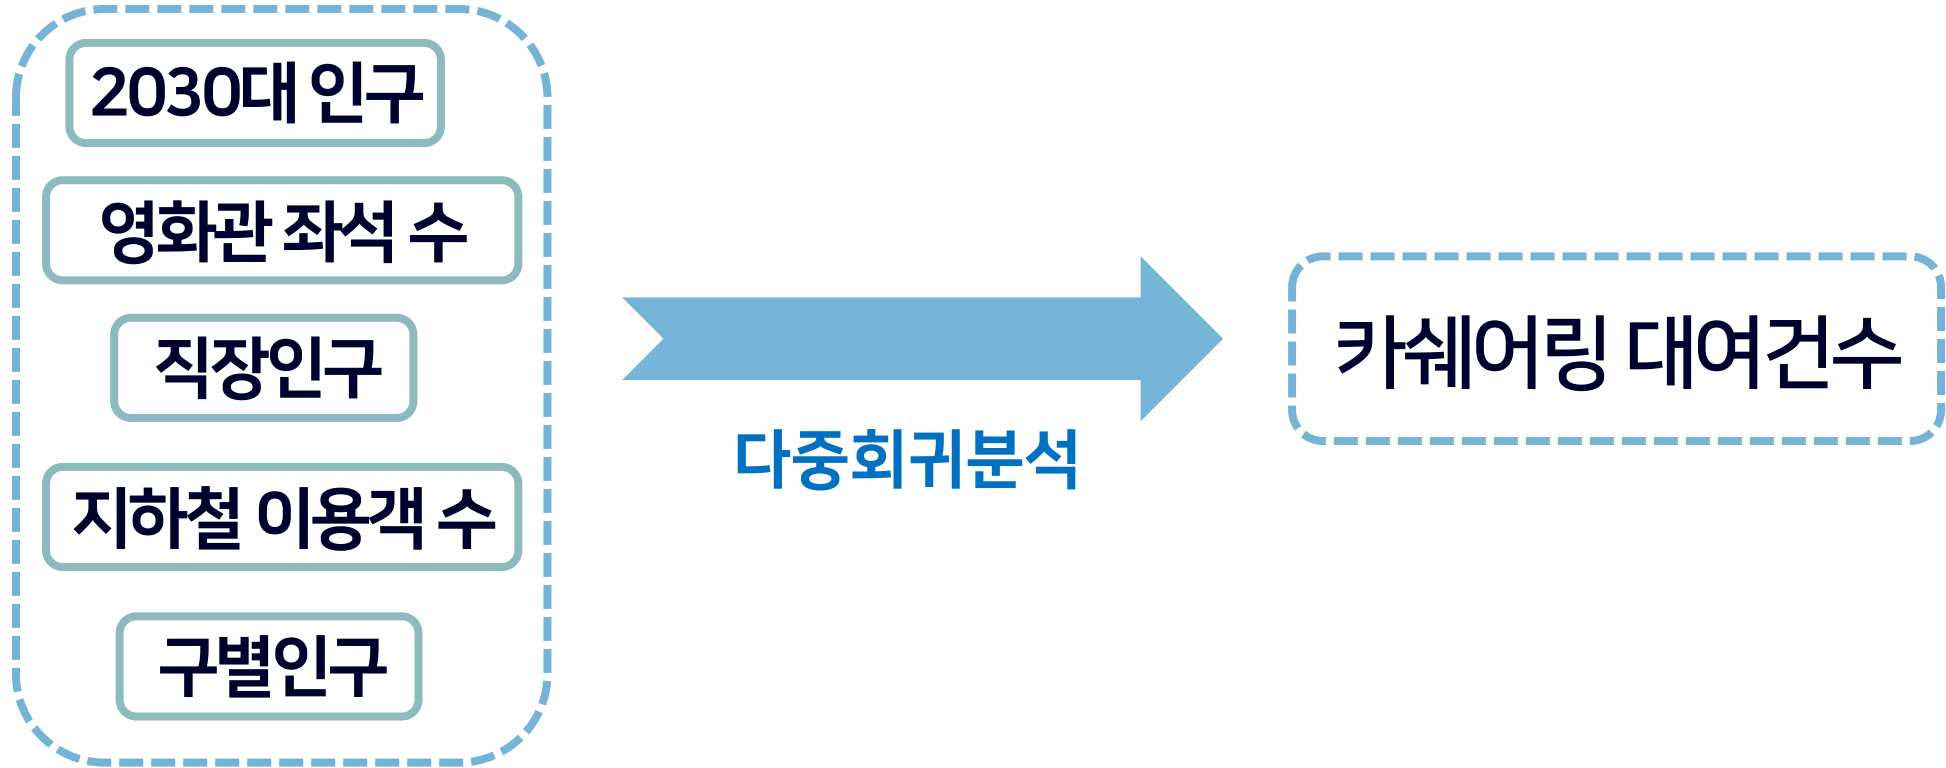 2030대 인구
영화관 좌석 수
직장인구
지하철 이용객 수
구별인구
다중회귀분석
카쉐어링 대여건수